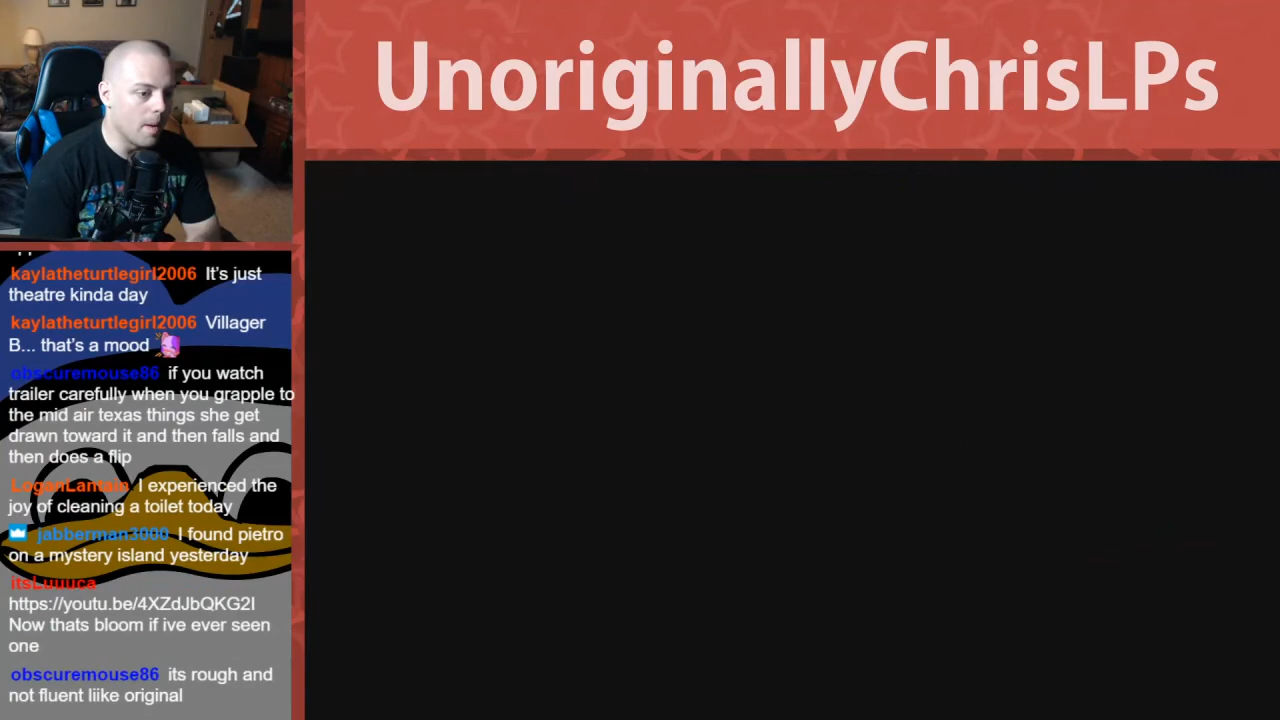 UnoriginallyChrisLPs
kaylatheturtlegirl2006 It's just
theatre kinda day
kaylatheturtlegirl2006 Villager
B... that's a mood
obscuremouse86 if you watch
trailer carefully when you grapple to
the mid air texas things she get
drawn toward it and then falls and
then does a flip
LoganLantam I experienced the
joy of cleaning a toilet today
jabberman3000 I found pietro
on a mystery island yesterday
itsLuuuca
https://youtu.be/4XZdJbQKG2I
Now thats bloom if ive ever seen
one
obscuremouse86 its rough and
not fluent liike original